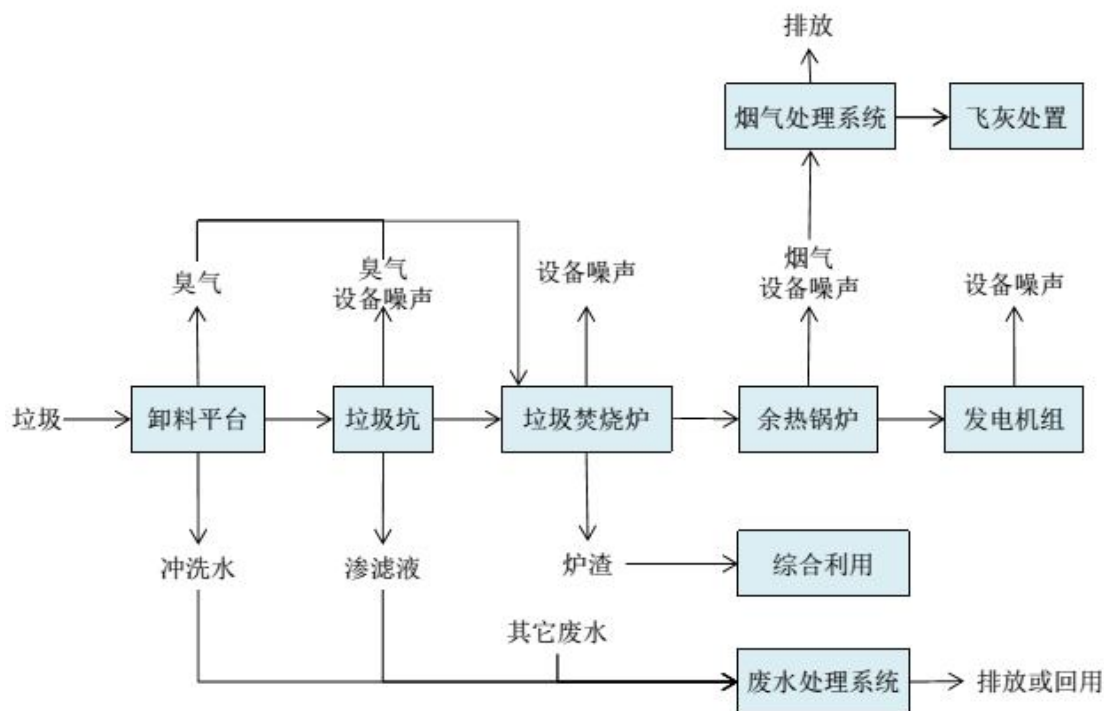 排放
烟气处理系统
飞灰处置
臭气
臭气
设备噪声
设备噪声
烟气
设备噪声
设备噪声
垃圾
卸料平台
垃圾坑
垃圾焚烧炉
余热锅炉
发电机组
冲洗水
渗滤液
炉渣
综合利用
其它废水
废水处理系统
排放或回用